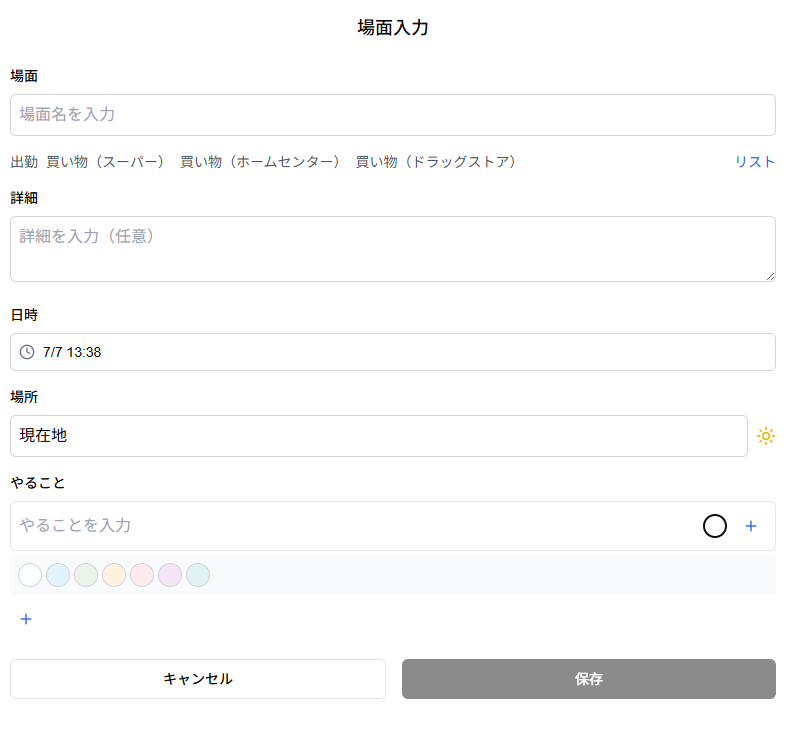 場面入力
場面
場面名を入力
出勤 買い物（スーパー） 買い物（ホームセンター） 買い物（ドラッグストア） リスト
詳細
詳細を入力（任意）
日時
7/7 13:38
場所
現在地
やること
やることを入力
+
+
キャンセル 保存